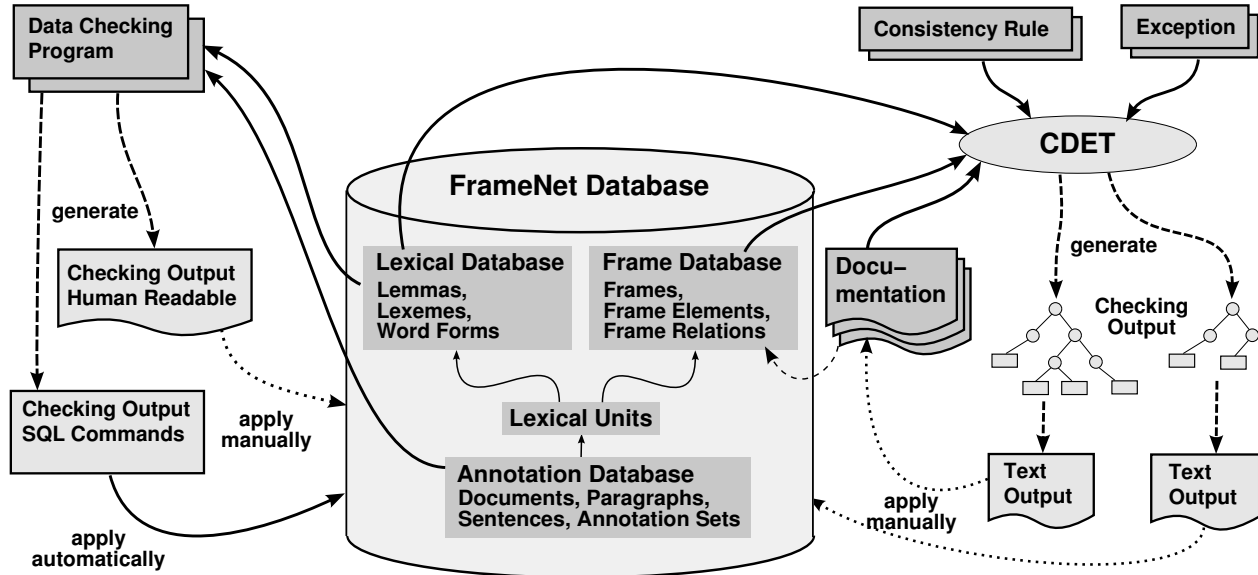 Data Checking
Program
Consistency Rule
Exception
CDET
FrameNet Database
generate
generate
Checking Output
Human Readable
Lexical Database
Lemmas,
Lexemes,
Word Forms
Frame Database
Frames,
Frame Elements,
Frame Relations
Docu–
mentation
Checking
Output
Checking Output
SQL Commands
apply
manually
Lexical Units
Annotation Database
Documents, Paragraphs,
Sentences, Annotation Sets
Text
Output
Text
Output
apply
manually
apply
automatically